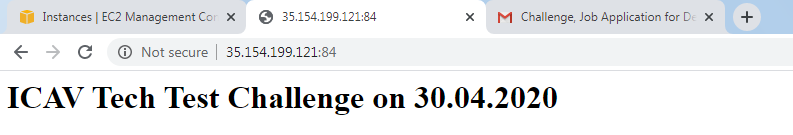 Instances | EC2 Management Con
35.154.199.121:84
Challenge, Job Application for De
Not secure
35.154.199.121:84
ICAV Tech Test Challenge on 30.04.2020